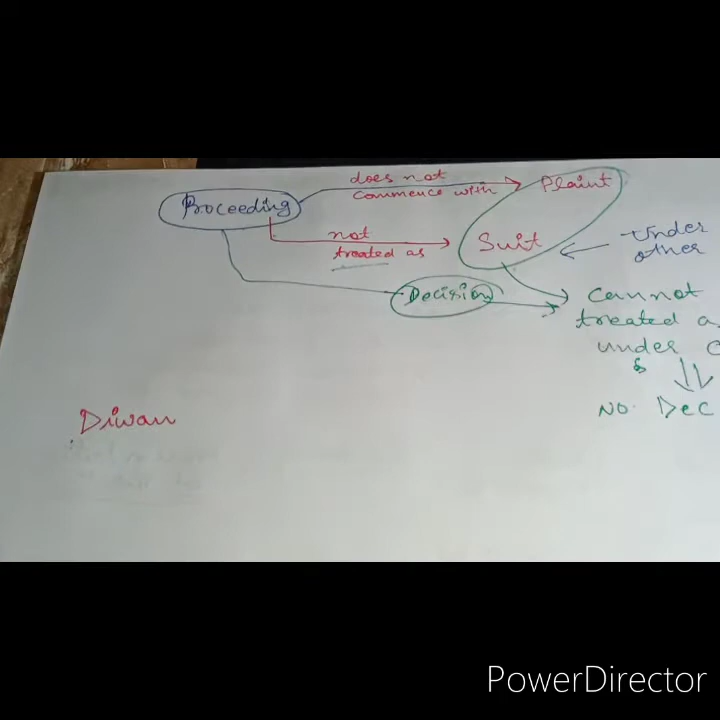 does not
commence with
Plaint
Proceeding
not
treated as
Suit
Under
other
Decision
Cannot
treated a
under C
&
NO. Dec
Diwan
PowerDirector